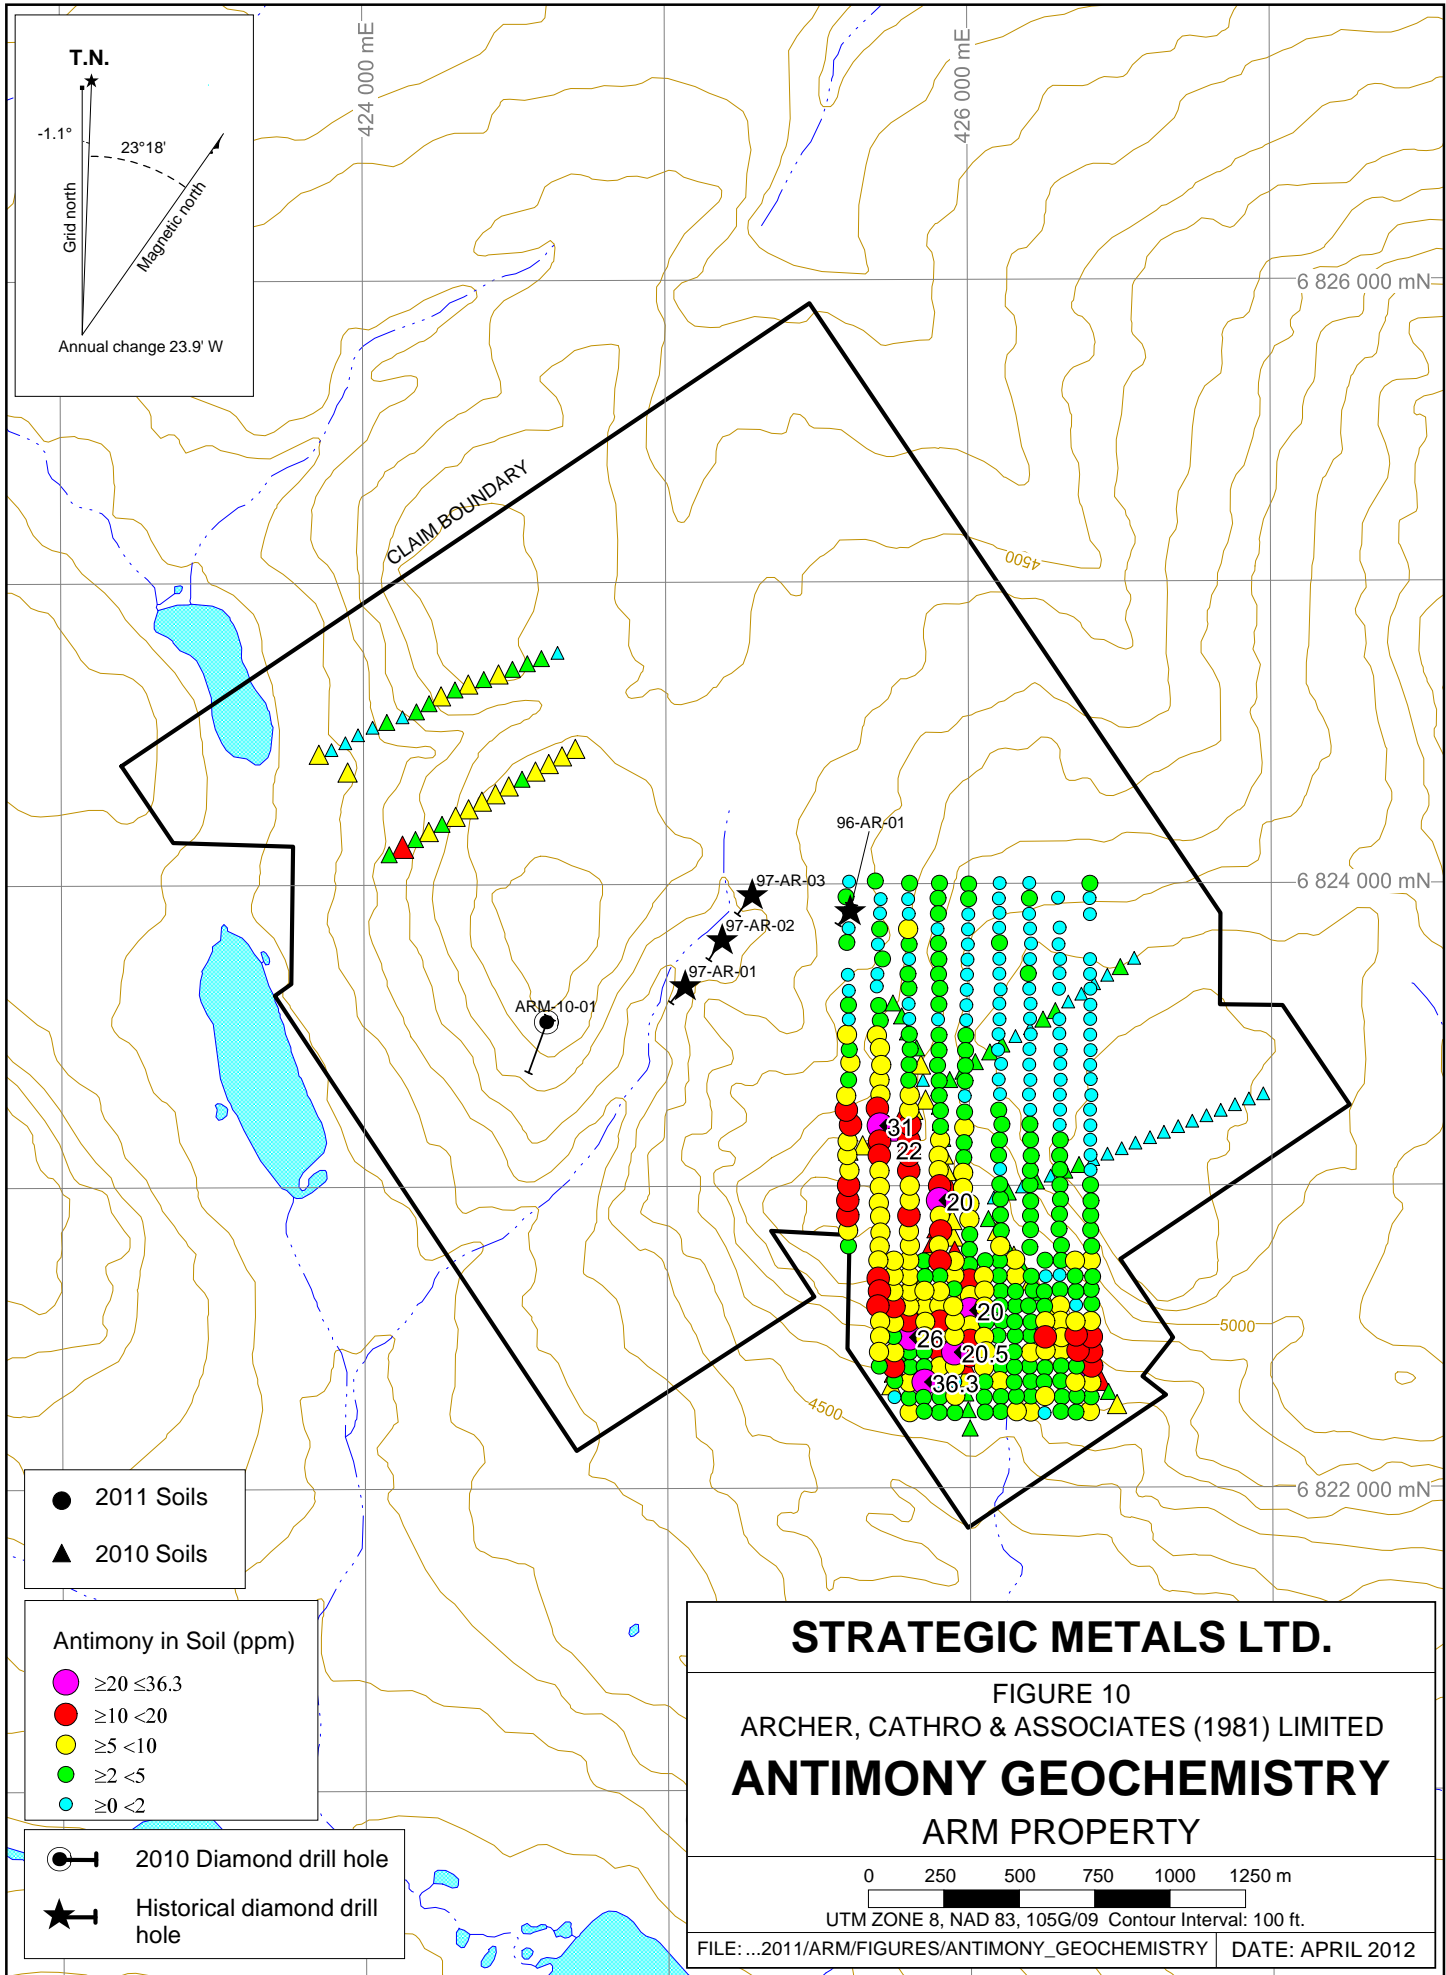 T.N.
-1.1°
23°18'
Grid north
Magnetic north
Annual change 23.9' W
424 000 mE
426 000 mE
6 826 000 mN
CLAIM BOUNDARY
4500
96-AR-01
97-AR-03
6 824 000 mN
97-AR-02
97-AR-01
ARM-10-01
31
22
20
20
26
20.5
36.3
5000
4500
6 822 000 mN
2011 Soils
2010 Soils
Antimony in Soil (ppm)
≥20 ≤36.3
≥10 <20
≥5 <10
≥2 <5
≥0 <2
2010 Diamond drill hole
Historical diamond drill
hole
STRATEGIC METALS LTD.
FIGURE 10
ARCHER, CATHRO & ASSOCIATES (1981) LIMITED
ANTIMONY GEOCHEMISTRY
ARM PROPERTY
0 250 500 750 1000 1250 m
UTM ZONE 8, NAD 83, 105G/09 Contour Interval: 100 ft.
FILE: ...2011/ARM/FIGURES/ANTIMONY_GEOCHEMISTRY
DATE: APRIL 2012